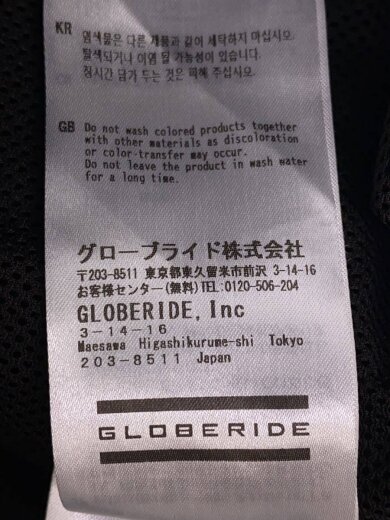 KR
염색물은 다른 제품과 같이 세탁하지 마십시오.
탈색되거나 이염 될 가능성이 있습니다.
장시간 담가 두는 것은 피해 주십시오.
GB Do not wash colored products together
with other materials as discoloration
or color-transfer may occur.
Do not leave the product in wash water
for a long time.
グローブライド株式会社
〒203-8511 東京都東久留米市前沢 3-14-16
お客様センター(無料)TEL:0120-506-204
GLOBERIDE, Inc
3-14-16
Maesawa Higashikurume-shi Tokyo
203-8511 Japan
GLOBERIDE